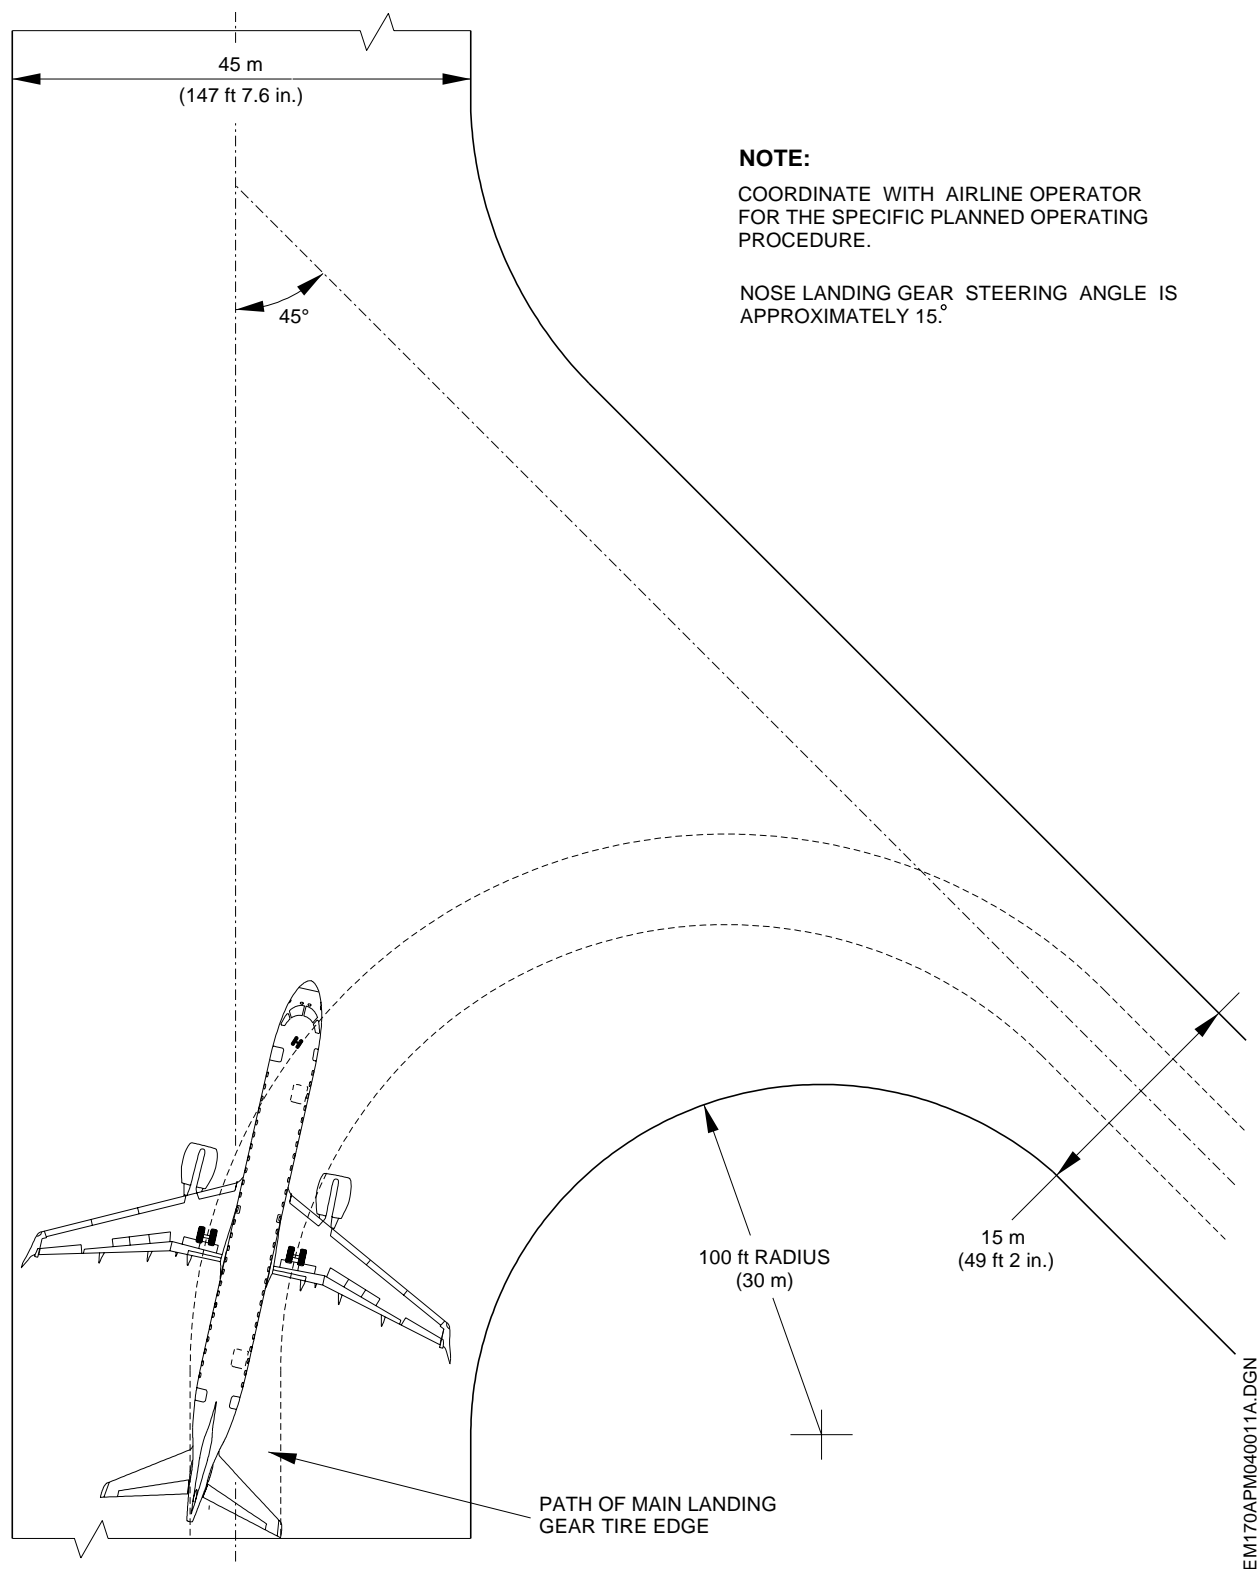 45 m
(147 ft 7.6 in.)
NOTE:
COORDINATE WITH AIRLINE OPERATOR
FOR THE SPECIFIC PLANNED OPERATING
PROCEDURE.
NOSE LANDING GEAR STEERING ANGLE IS
APPROXIMATELY 15.°
45°
100 ft RADIUS
(30 m)
15 m
(49 ft 2 in.)
PATH OF MAIN LANDING
GEAR TIRE EDGE
EM170APM040011A.DGN